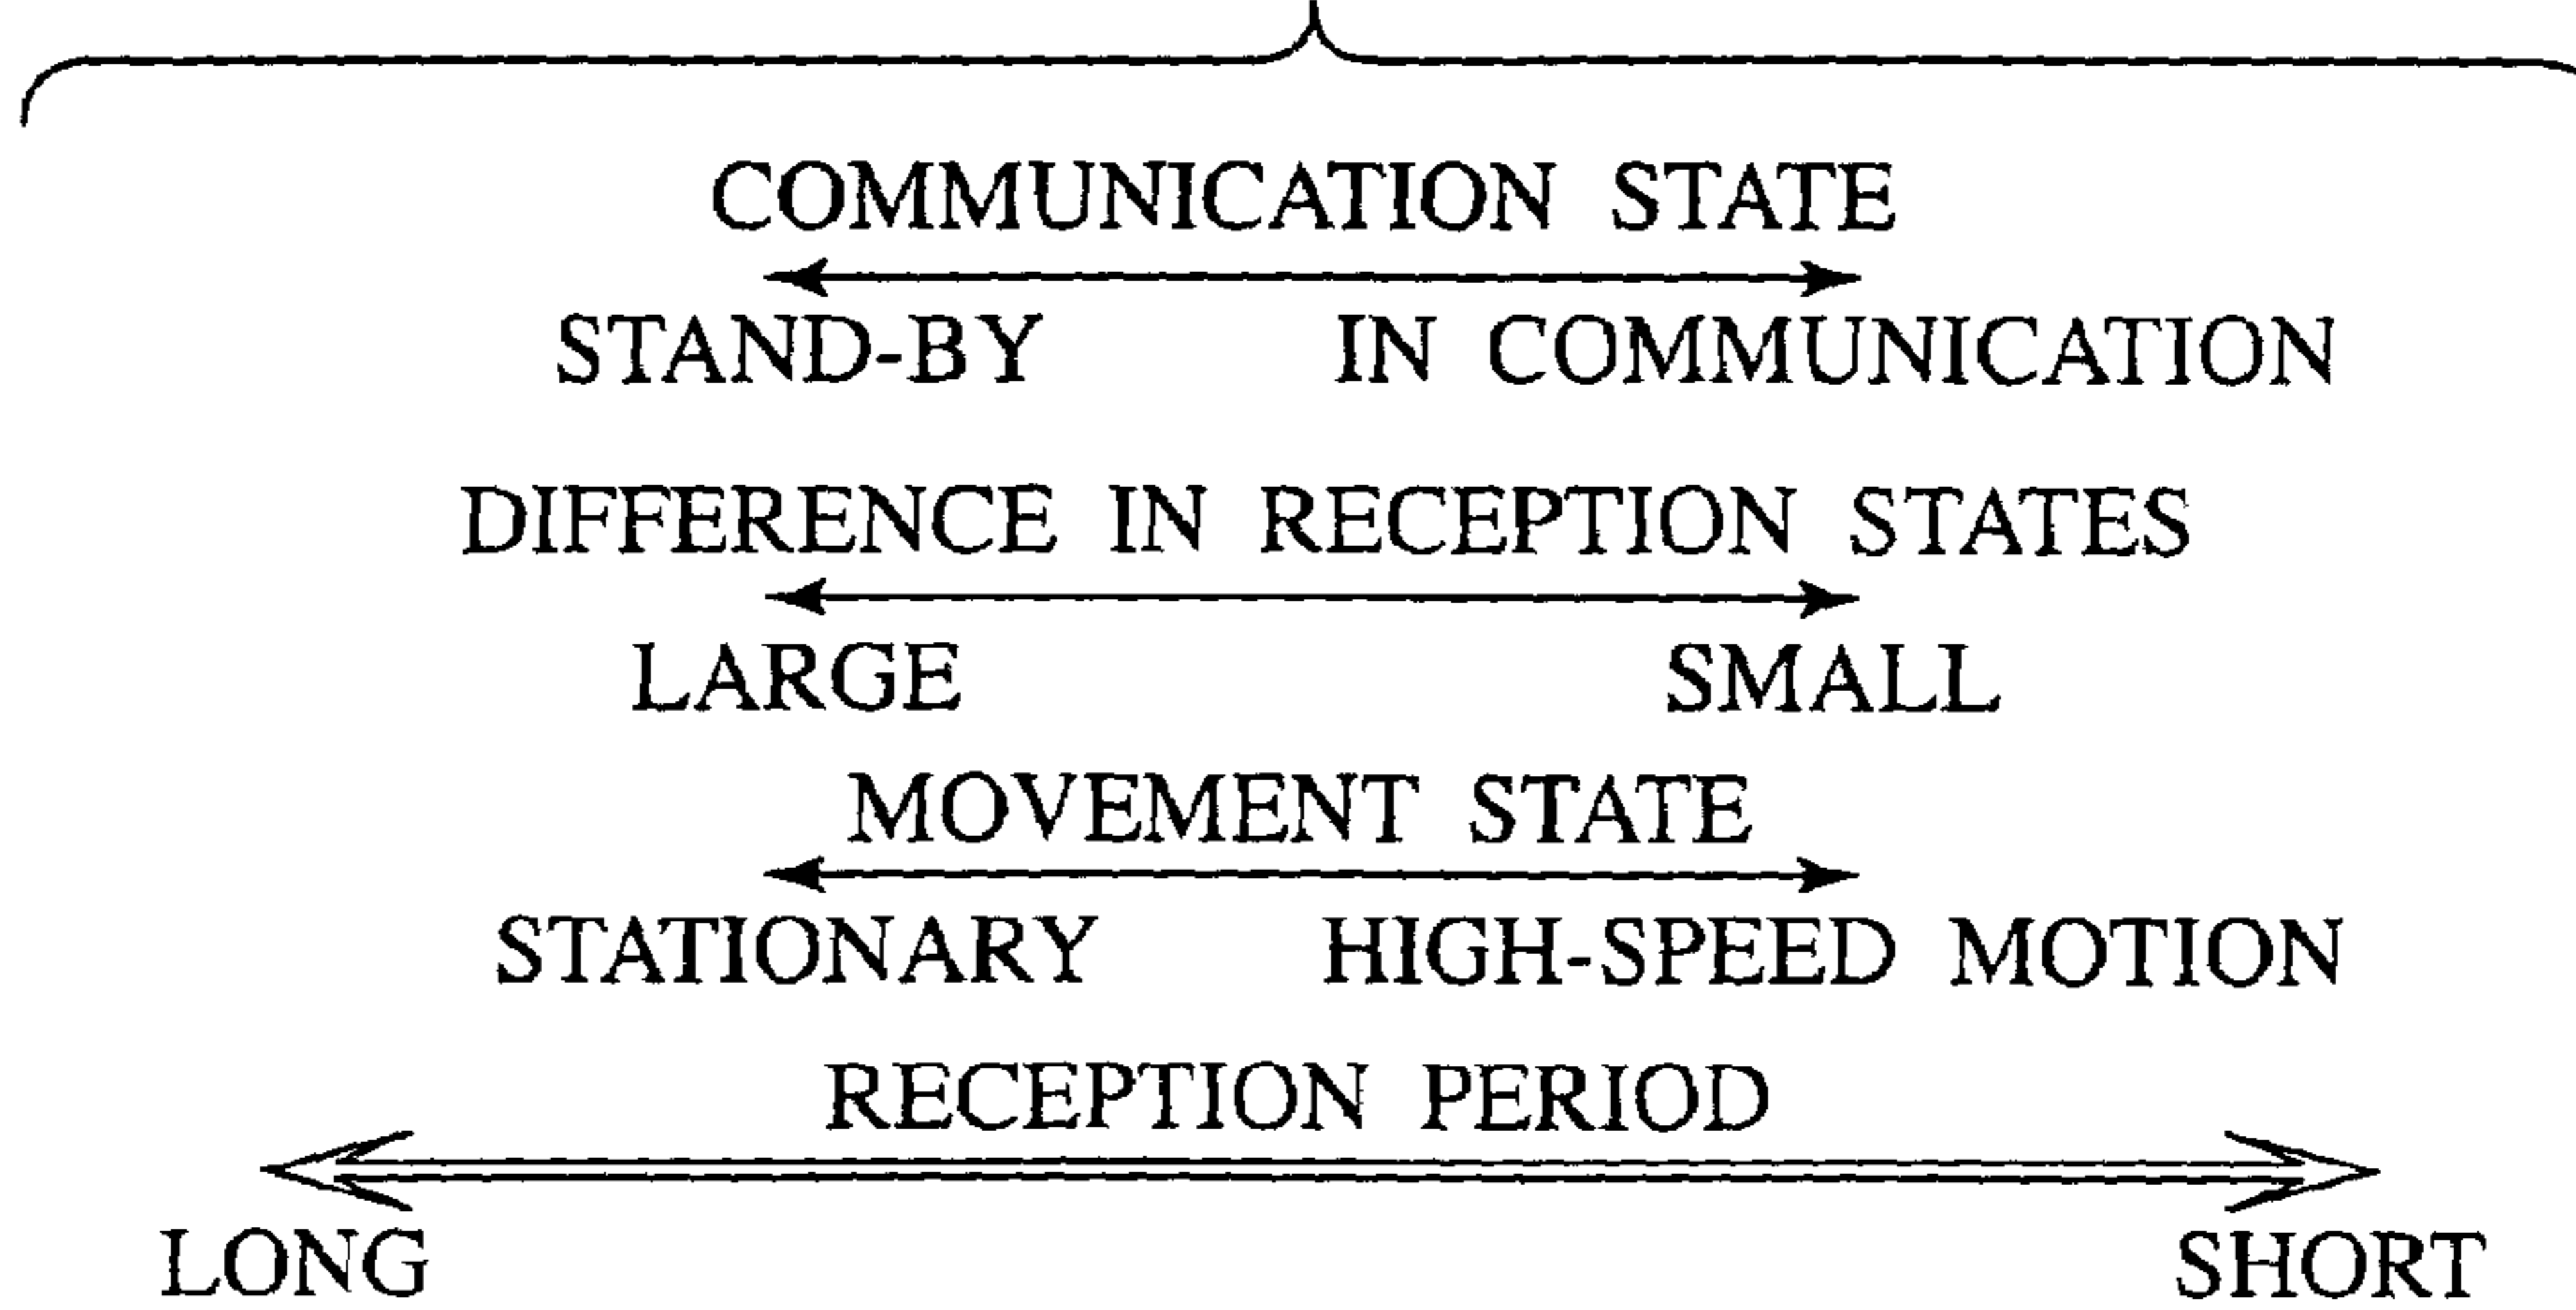 COMMUNICATION STATE
STAND-BY IN COMMUNICATION
DIFFERENCE IN RECEPTION STATES
LARGE SMALL
MOVEMENT STATE
STATIONARY HIGH-SPEED MOTION
RECEPTION PERIOD
LONG SHORT